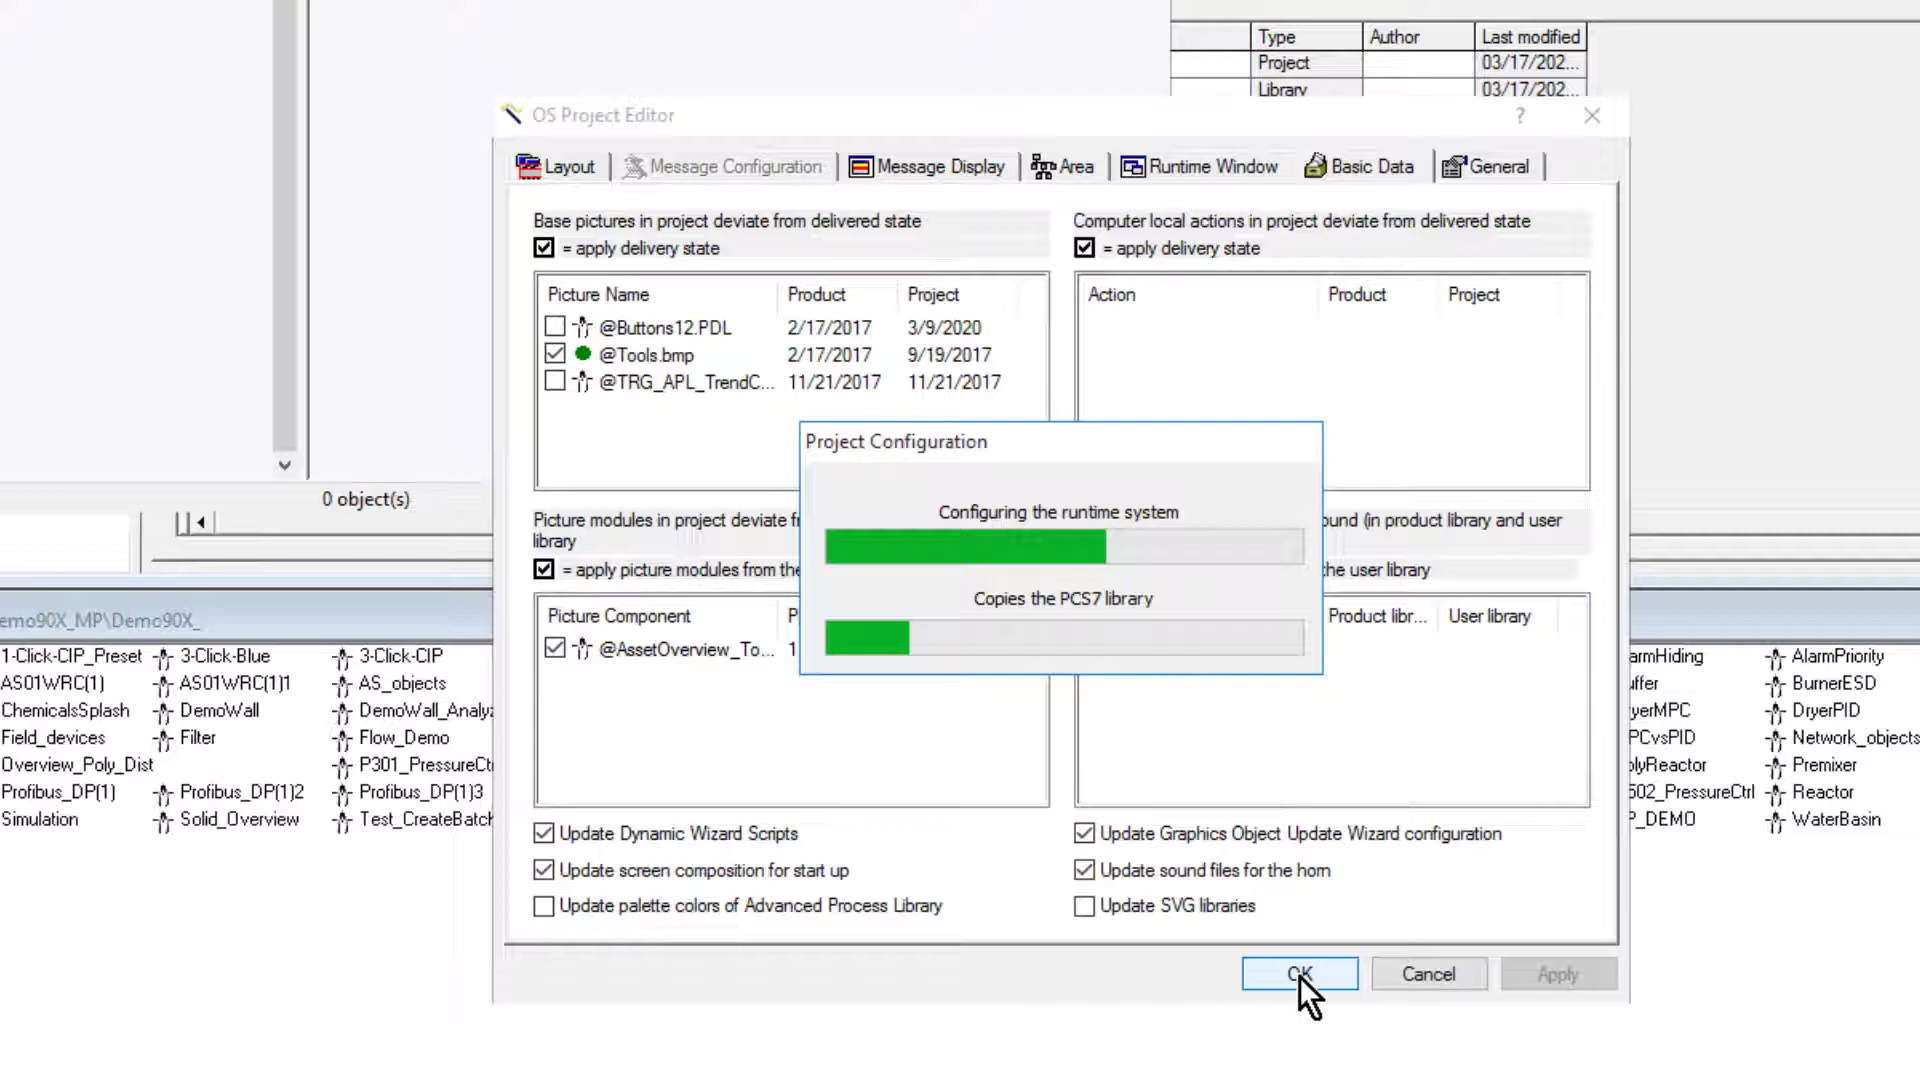 Type Author Last modified
Project 03/17/202...
Library 03/17/202...
OS Project Editor ?
Layout Message Configuration Message Display Area Runtime Window Basic Data General
Base pictures in project deviate from delivered state
= apply delivery state
Computer local actions in project deviate from delivered state
= apply delivery state
Picture Name Product Project
@Buttons12.PDL 2/17/2017 3/9/2020
@Tools.bmp 2/17/2017 9/19/2017
@TRG_APL_TrendC... 11/21/2017 11/21/2017
Action Product Project
Project Configuration
Configuring the runtime system
Copies the PCS7 library
0 object(s)
Picture modules in project deviate
library
= apply picture modules from the
(in product library and user
the user library
Picture Component
@AssetOverview_To... 1
Product libr... User library
Update Dynamic Wizard Scripts
Update screen composition for start up
Update palette colors of Advanced Process Library
Update Graphics Object Update Wizard configuration
Update sound files for the horn
Update SVG libraries
OK Cancel Apply
emo90X_MP\Demo90X_
1-Click-CIP_Preset 3-Click-Blue 3-Click-CIP
AS01WRC(1) AS01WRC(1)1 AS_objects
ChemicalsSplash DemoWall DemoWall_Analyz
Field_devices Filter Flow_Demo
Overview_Poly_Dist P301_PressureCtr
Profibus_DP(1) Profibus_DP(1)2 Profibus_DP(1)3
Simulation Solid_Overview Test_CreateBatch
armHiding AlarmPriority
uffer BurnerESD
yerMPC DryerPID
PCvsPID Network_objects
olyReactor Premixer
502_PressureCtrl Reactor
P_DEMO WaterBasin